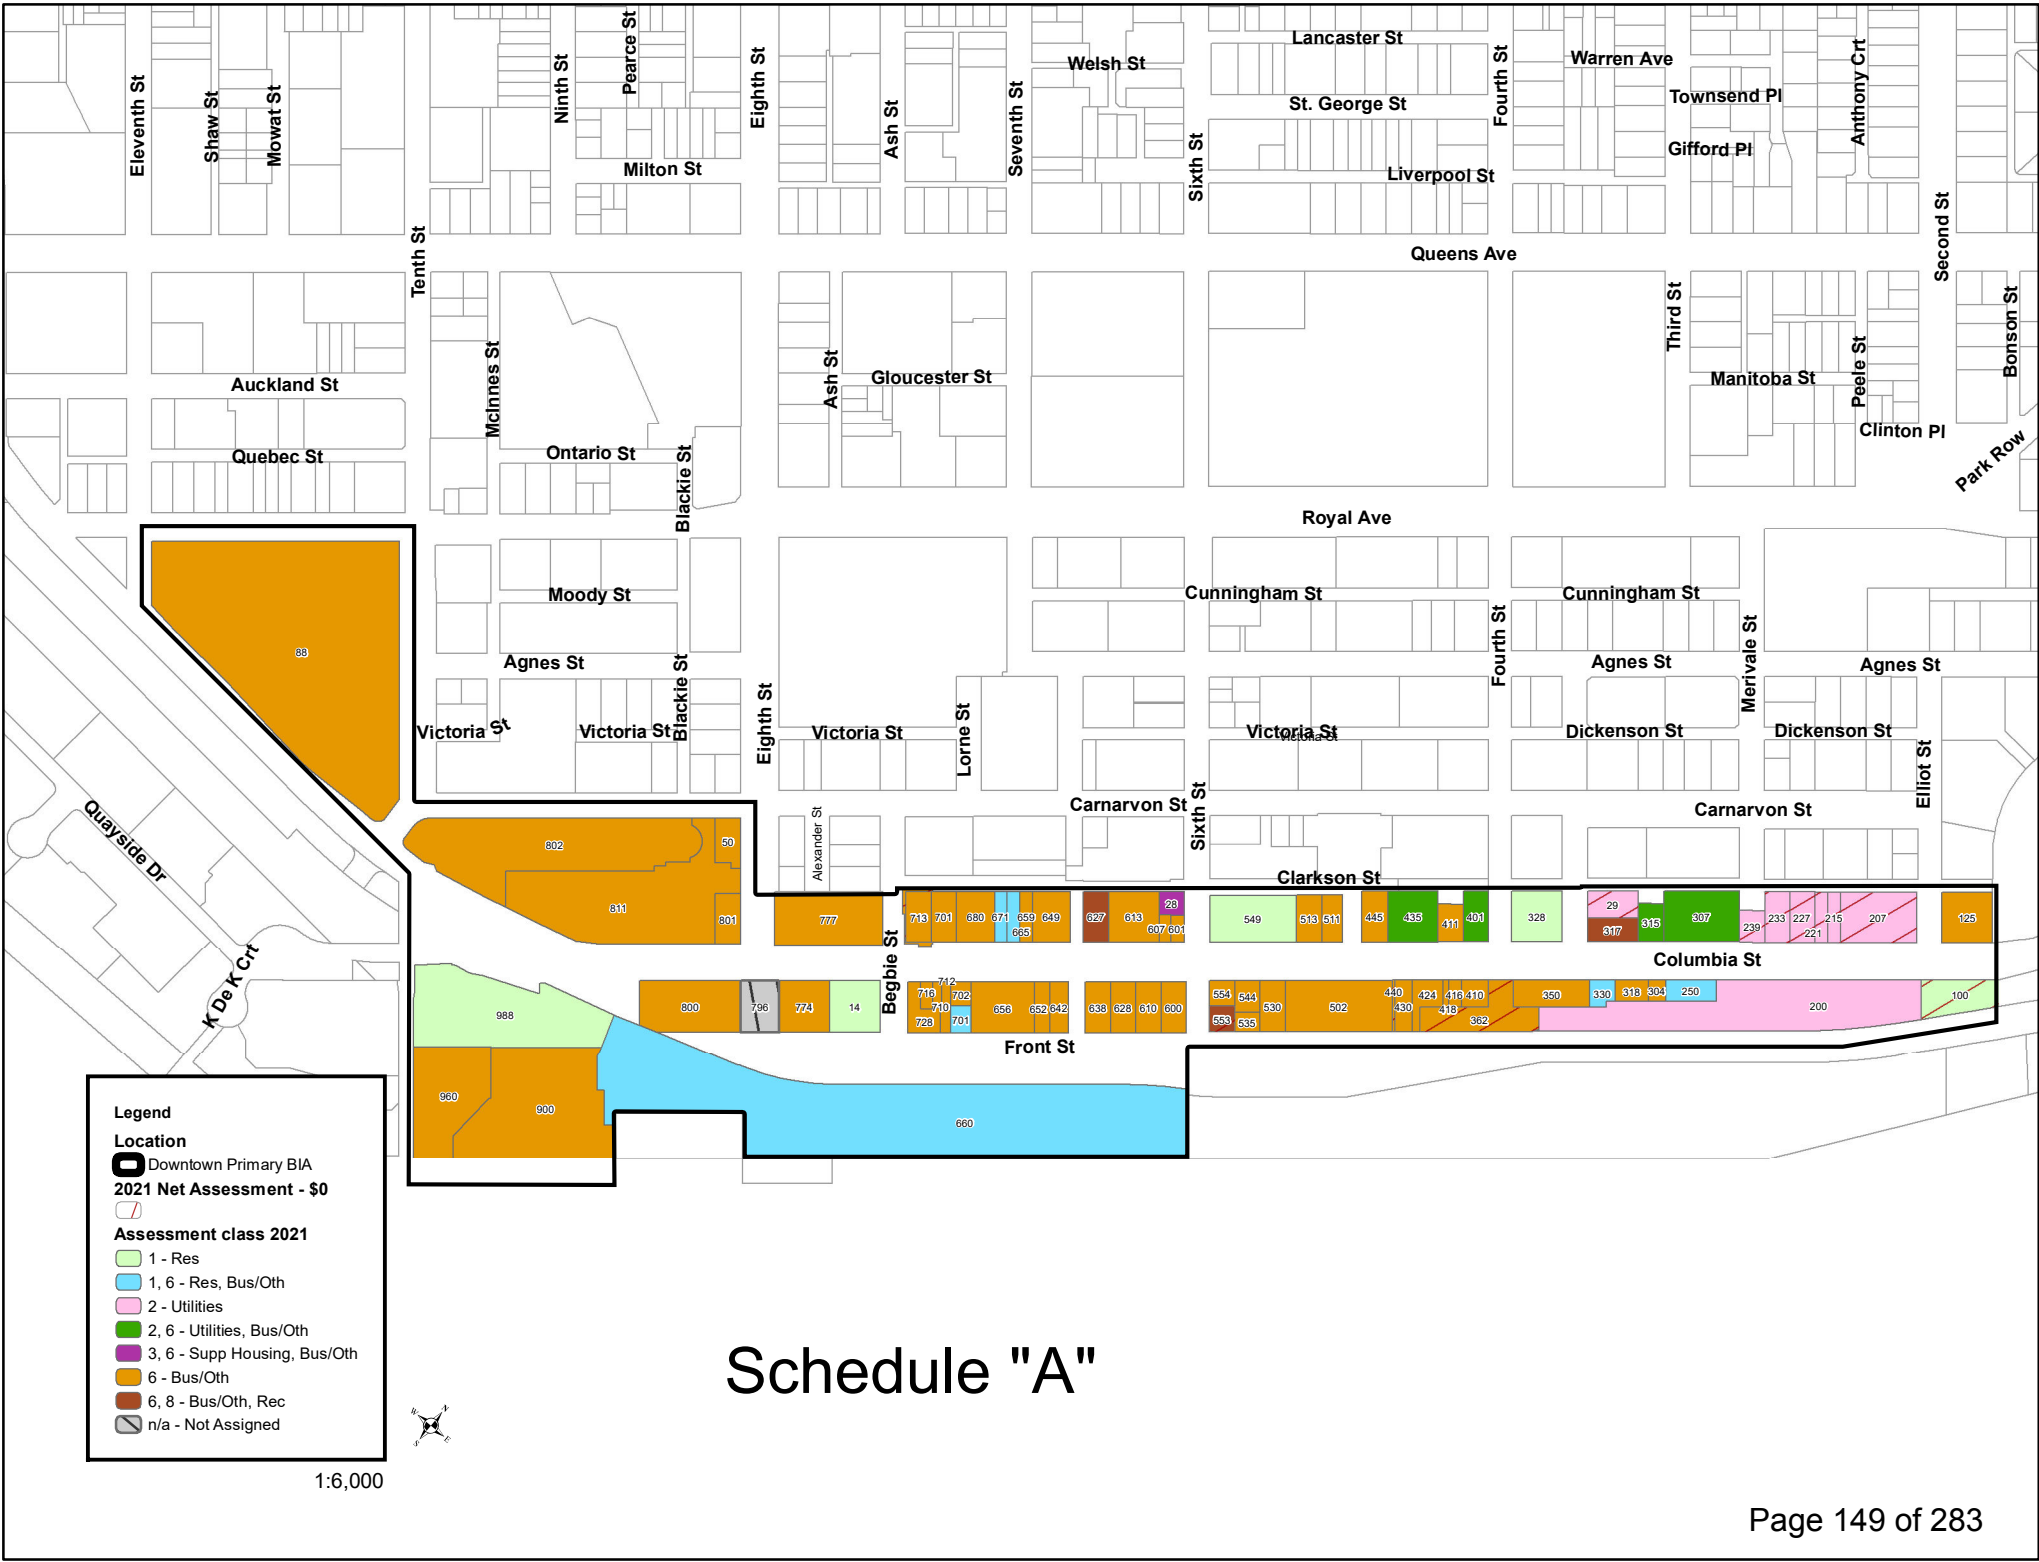 Lancaster St
Welsh St
Warren Ave
St. George St
Townsend Pl
Liverpool St
Gifford Pl
Milton St
Eleventh St
Shaw St
Mowat St
Ninth St
Pearce St
Eighth St
Ash St
Seventh St
Sixth St
Fourth St
Anthony Crt
Second St
Tenth St
Queens Ave
Third St
Bonson St
McInnes St
Ash St
Peele St
Auckland St
Gloucester St
Manitoba St
Clinton Pl
Quebec St
Ontario St
Blackie St
Park Row
Royal Ave
Moody St
Cunningham St
Cunningham St
Fourth St
Merivale St
88
Agnes St
Blackie St
Agnes St
Agnes St
Eighth St
Lorne St
Victoria St
Victoria St
Victoria St
Victoria St
Victoria St
Dickenson St
Dickenson St
Elliot St
Quayside Dr
Carnarvon St
Sixth St
Carnarvon St
Alexander St
802
50
Clarkson St
811
801
777
713
701
680
671
665
659
649
627
613
28
607
601
549
513
511
445
435
411
401
328
29
317
315
307
239
233
227
221
215
207
125
Begbie St
Columbia St
K De K Crt
988
800
796
774
14
716
712
702
728
710
701
656
652
642
638
628
610
600
554
544
553
535
530
502
440
430
424
418
416
410
362
350
330
318
304
250
200
100
Front St
960
900
660
Legend
Location
Downtown Primary BIA
2021 Net Assessment - $0
Assessment class 2021
1 - Res
1, 6 - Res, Bus/Oth
2 - Utilities
2, 6 - Utilities, Bus/Oth
3, 6 - Supp Housing, Bus/Oth
6 - Bus/Oth
6, 8 - Bus/Oth, Rec
n/a - Not Assigned
W N
S E
Schedule "A"
1:6,000
Page 149 of 283